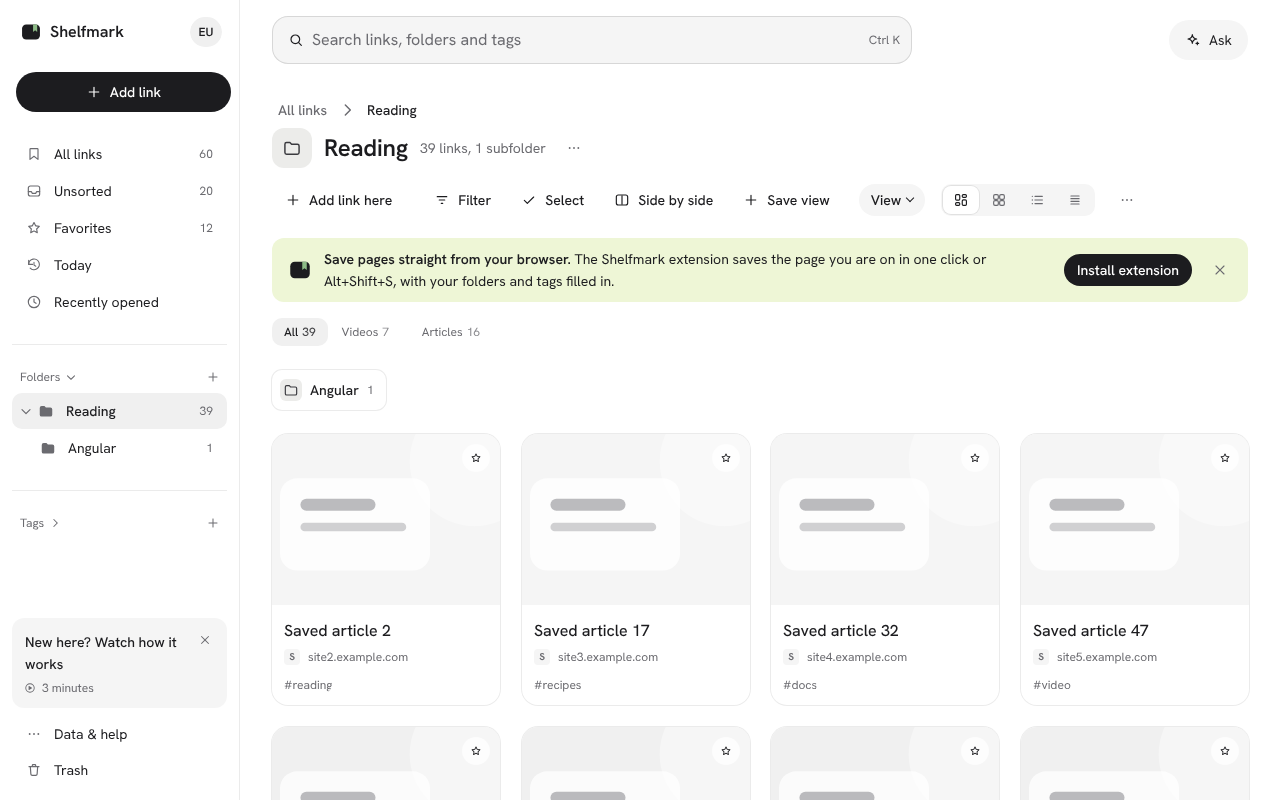 Shelfmark
EU
Add link
All links 60
Unsorted 20
Favorites 12
Today
Recently opened
Folders
Reading 39
Angular 1
Tags
New here? Watch how it
works
3 minutes
Data & help
Trash
Search links, folders and tags Ctrl K
Ask
All links Reading
Reading 39 links, 1 subfolder
Add link here Filter Select Side by side Save view View
Save pages straight from your browser. The Shelfmark extension saves the page you are on in one click or
Alt+Shift+S, with your folders and tags filled in.
Install extension
All 39 Videos 7 Articles 16
Angular 1
Saved article 2
S site2.example.com
#reading
Saved article 17
S site3.example.com
#recipes
Saved article 32
S site4.example.com
#docs
Saved article 47
S site5.example.com
#video